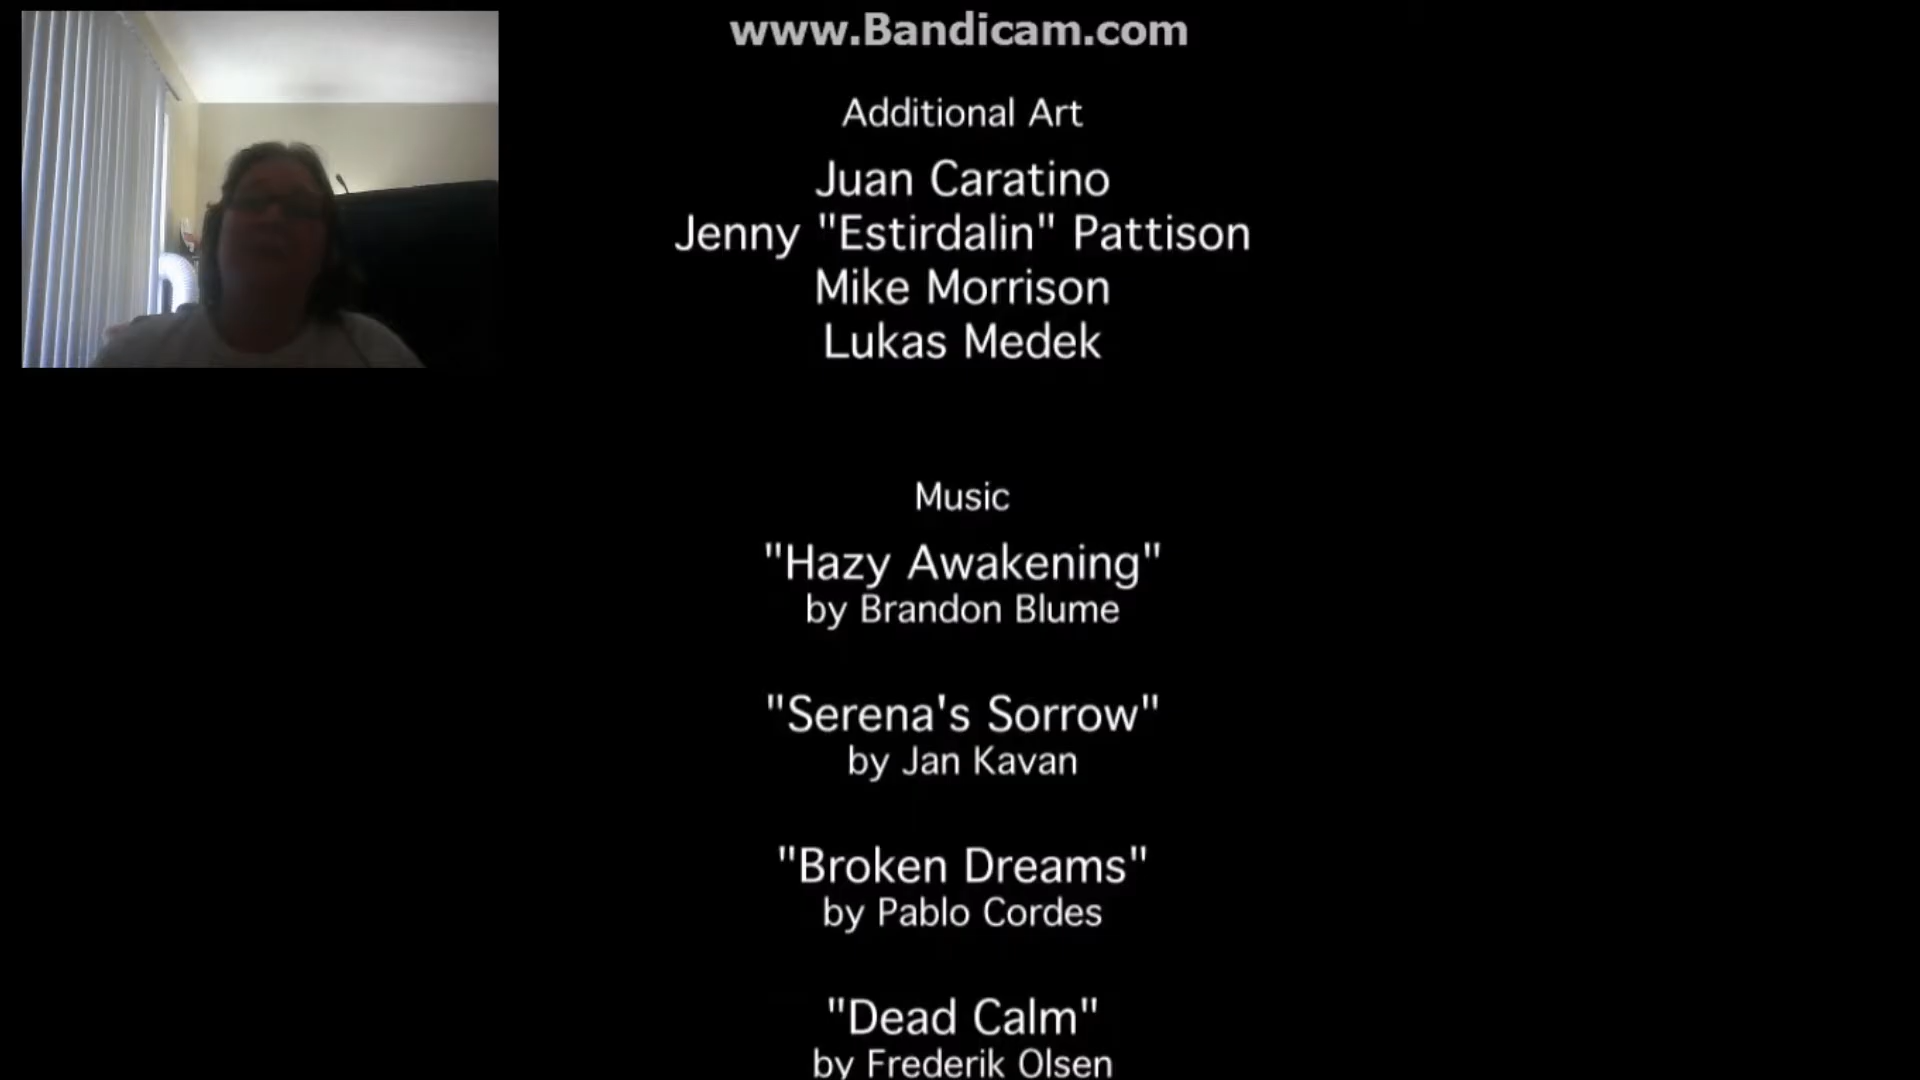 www.Bandicam.com
Additional Art
Juan Caratino
Jenny "Estirdalin" Pattison
Mike Morrison
Lukas Medek
Music
"Hazy Awakening"
by Brandon Blume
"Serena's Sorrow"
by Jan Kavan
"Broken Dreams"
by Pablo Cordes
"Dead Calm"
by Frederik Olsen